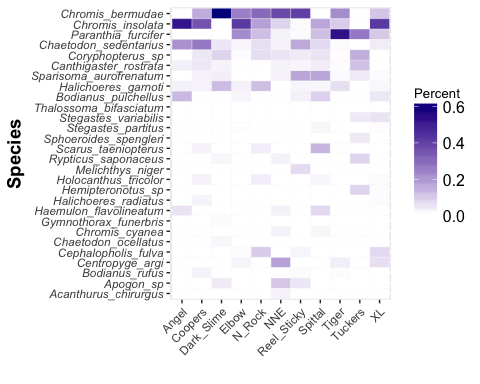 Species
Chromis_bermudae
Chromis_insolata
Paranthia_furcifer
Chaetodon_sedentarius
Coryphopterus_sp
Canthigaster_rostrata
Sparisoma_aurofrenatum
Halichoeres_garnoti
Bodianus_pulchellus
Thalossoma_bifasciatum
Stegastes_variabilis
Stegastes_partitus
Sphoeroides_spengleri
Scarus_taeniopterus
Rypticus_saponaceus
Melichthys_niger
Holocanthus_tricolor
Hemipteronotus_sp
Halichoeres_radiatus
Haemulon_flavolineatum
Gymnothorax_funerbris
Chromis_cyanea
Chaetodon_ocellatus
Cephalopholis_fulva
Centropyge_argi
Bodianus_rufus
Apogon_sp
Acanthurus_chirurgus
Angel
Coopers
Dark_Slime
Elbow
N_Rock
NNE
Reel_Sticky
Spittal
Tiger
Tuckers
XL
Percent
0.6
0.4
0.2
0.0